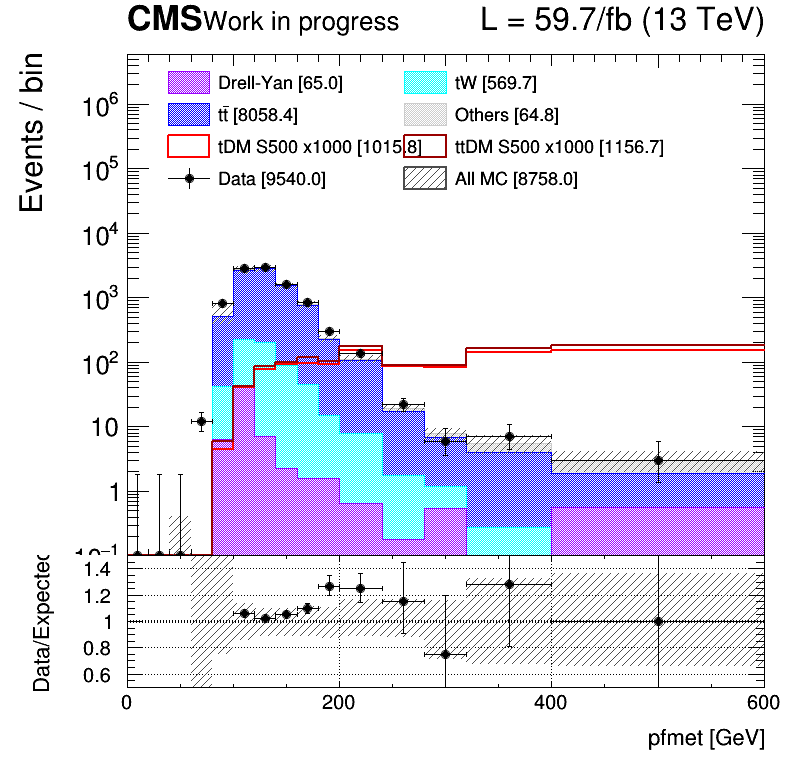 CMS Work in progress L = 59.7/fb (13 TeV)
Events / bin
Drell-Yan [65.0] tW [569.7]
tt̄ [8058.4] Others [64.8]
tDM S500 x1000 [1015.8] ttDM S500 x1000 [1156.7]
Data [9540.0] All MC [8758.0]
10⁶
10⁵
10⁴
10³
10²
10
1
10⁻¹
Data/Expected
1.4
1.2
1
0.8
0.6
0 200 400 600
pfmet [GeV]